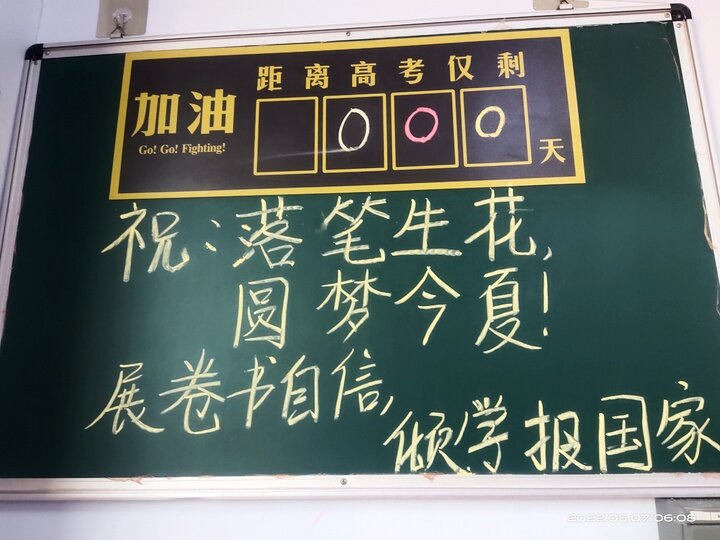 距离高考仅剩
加油
Go! Go! Fighting!
000
天
祝:落笔生花,
圆梦今夏!
展卷书自信,
倾学报国家
2022.06.07 06:08